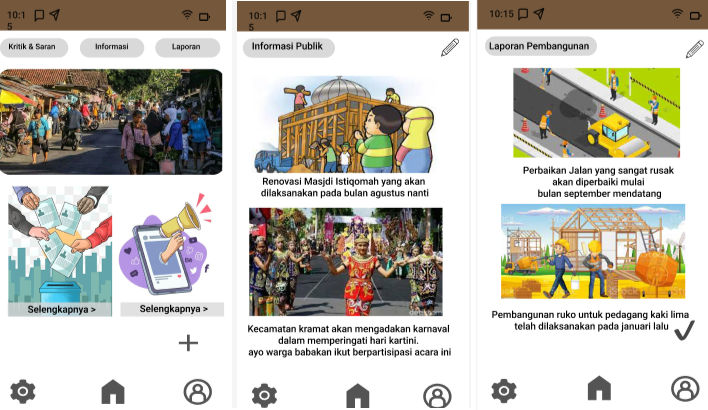 10:1
5
Kritik & Saran
Informasi
Laporan
Selengkapnya >
Selengkapnya >
10:1
5
Informasi Publik
Renovasi Masjdi Istiqomah yang akan
dilaksanakan pada bulan agustus nanti
Kecamatan kramat akan mengadakan karnaval
dalam memperingati hari kartini.
ayo warga babakan ikut berpartisipasi acara ini
10:15
Laporan Pembangunan
Perbaikan Jalan yang sangat rusak
akan diperbaiki mulai
bulan september mendatang
Pembangunan ruko untuk pedagang kaki lima
telah dilaksanakan pada januari lalu